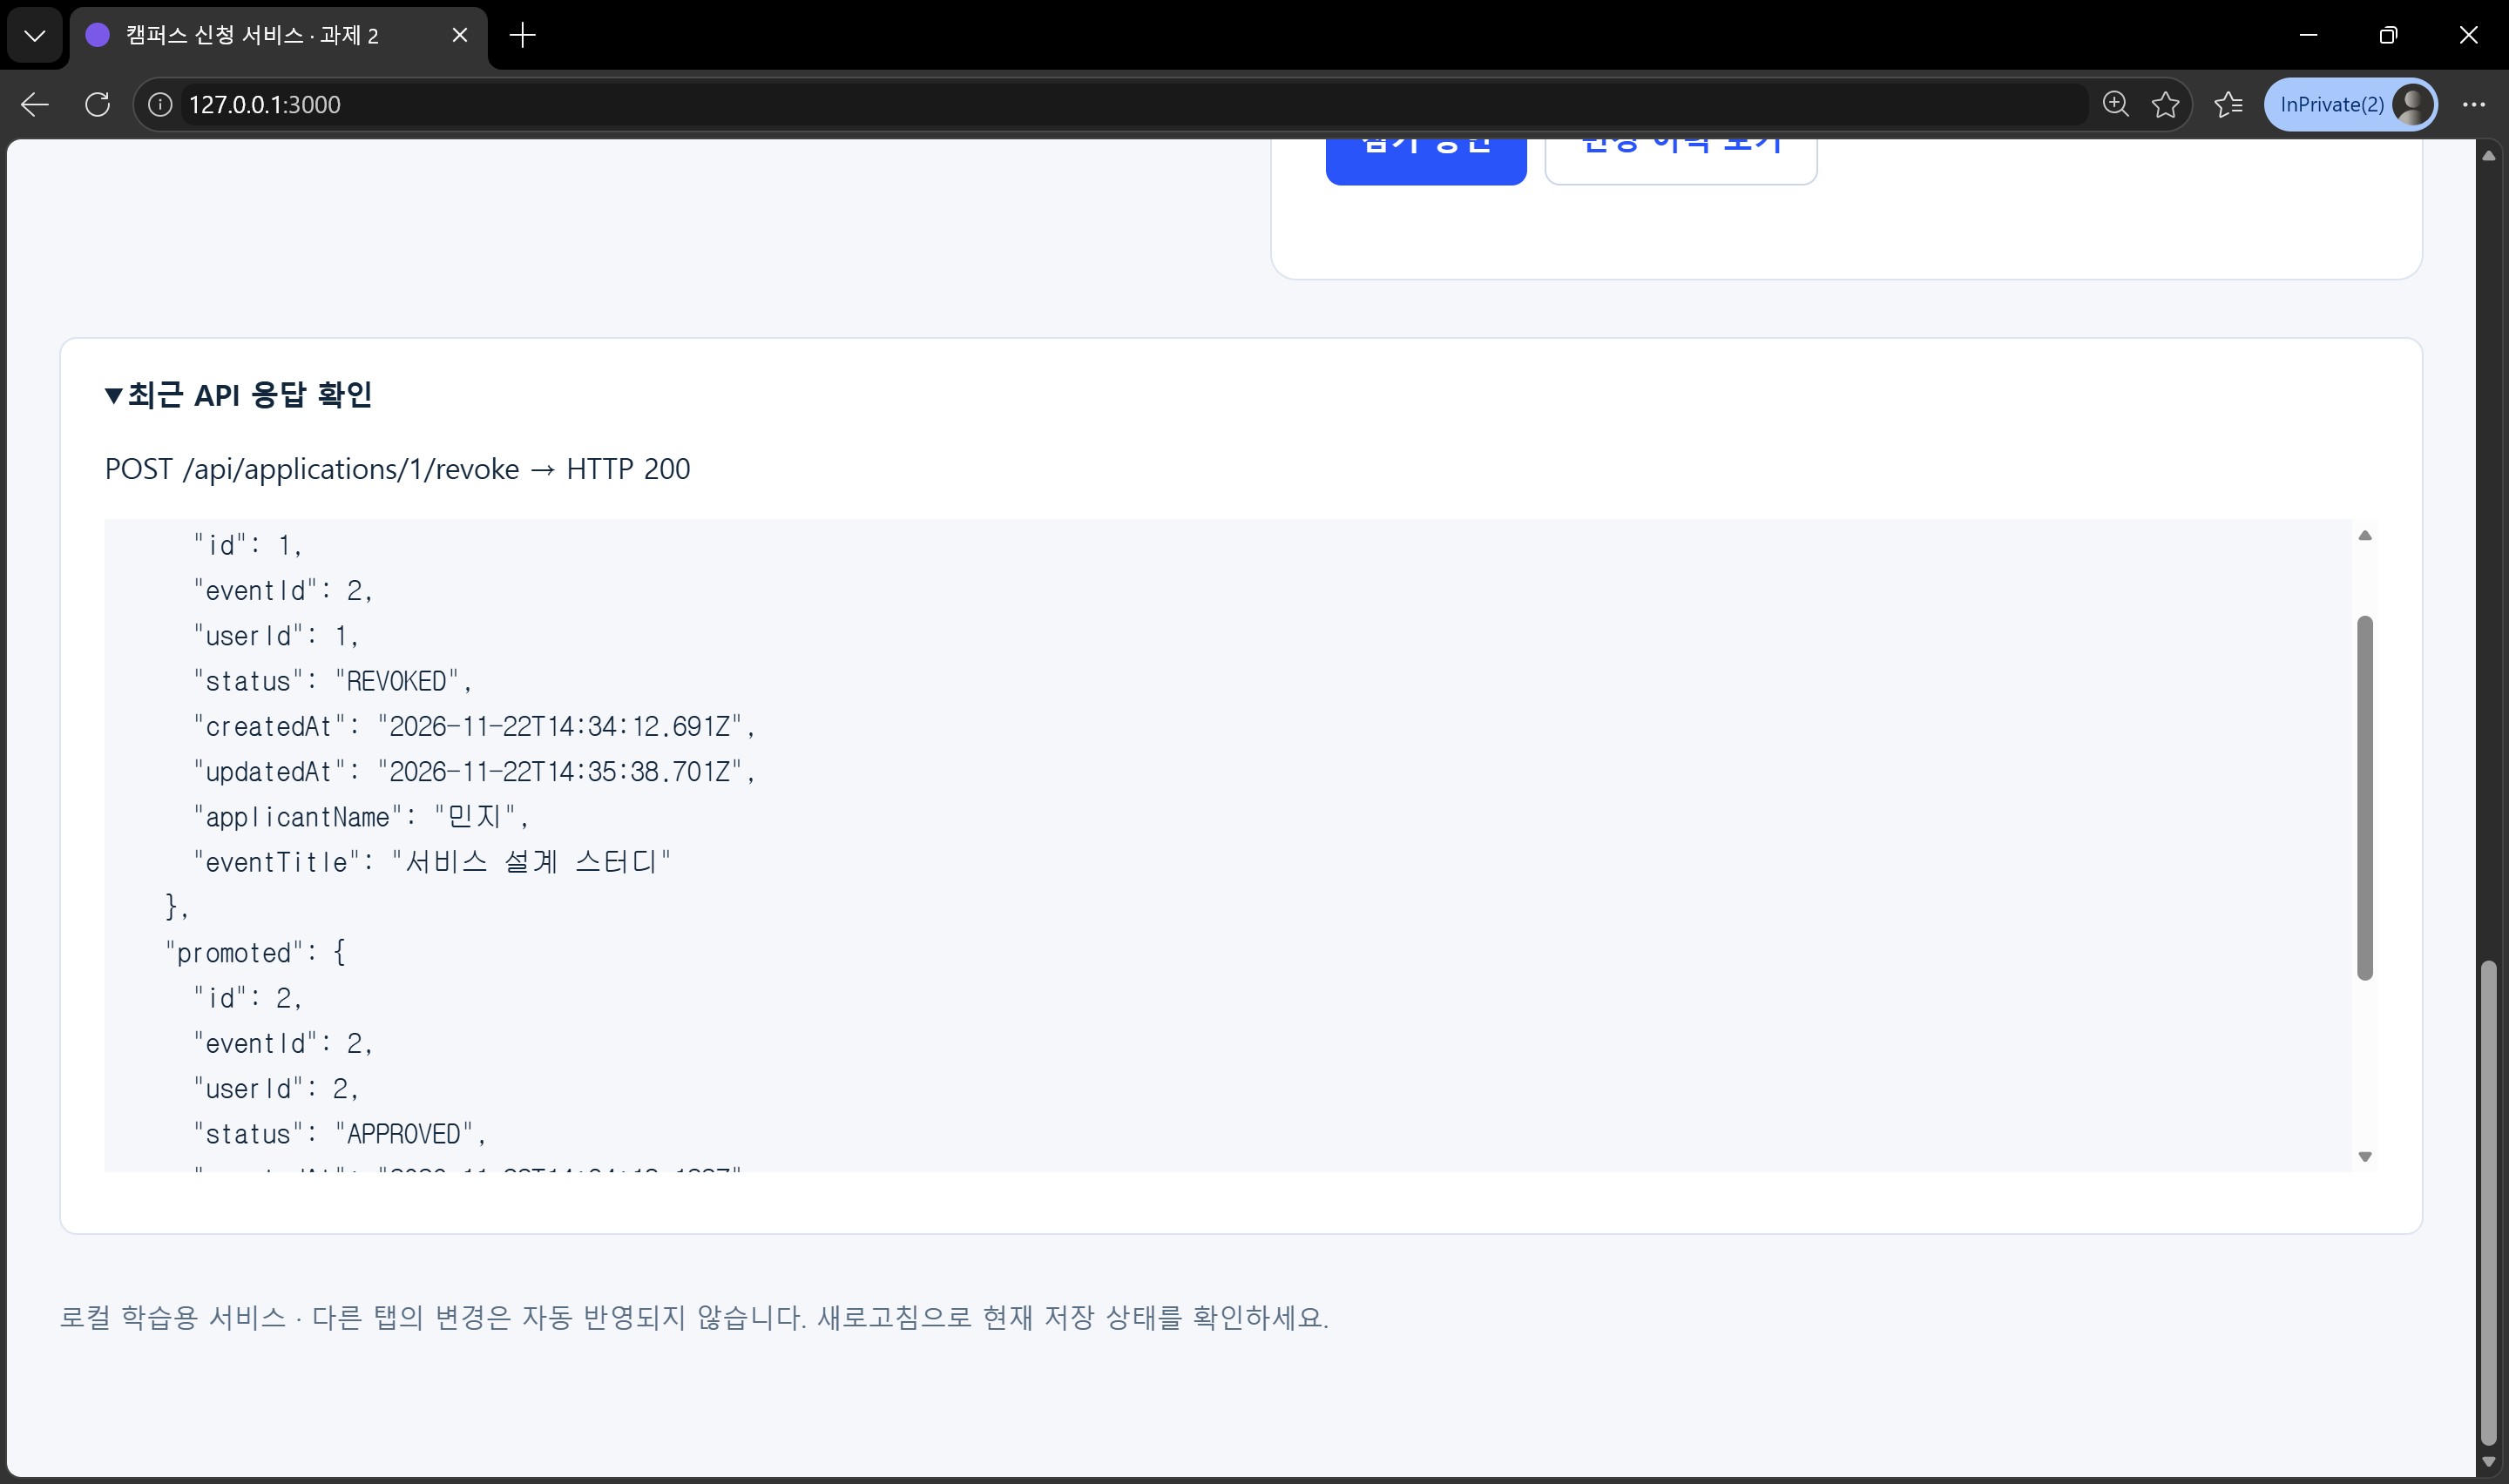 캠퍼스 신청 서비스 · 과제 2
127.0.0.1:3000
InPrivate(2)
▼최근 API 응답 확인
POST /api/applications/1/revoke → HTTP 200
"id": 1,
"eventId": 2,
"userId": 1,
"status": "REVOKED",
"createdAt": "2026-11-22T14:34:12.691Z",
"updatedAt": "2026-11-22T14:35:38.701Z",
"applicantName": "민지",
"eventTitle": "서비스 설계 스터디"
},
"promoted": {
"id": 2,
"eventId": 2,
"userId": 2,
"status": "APPROVED",
로컬 학습용 서비스 · 다른 탭의 변경은 자동 반영되지 않습니다. 새로고침으로 현재 저장 상태를 확인하세요.